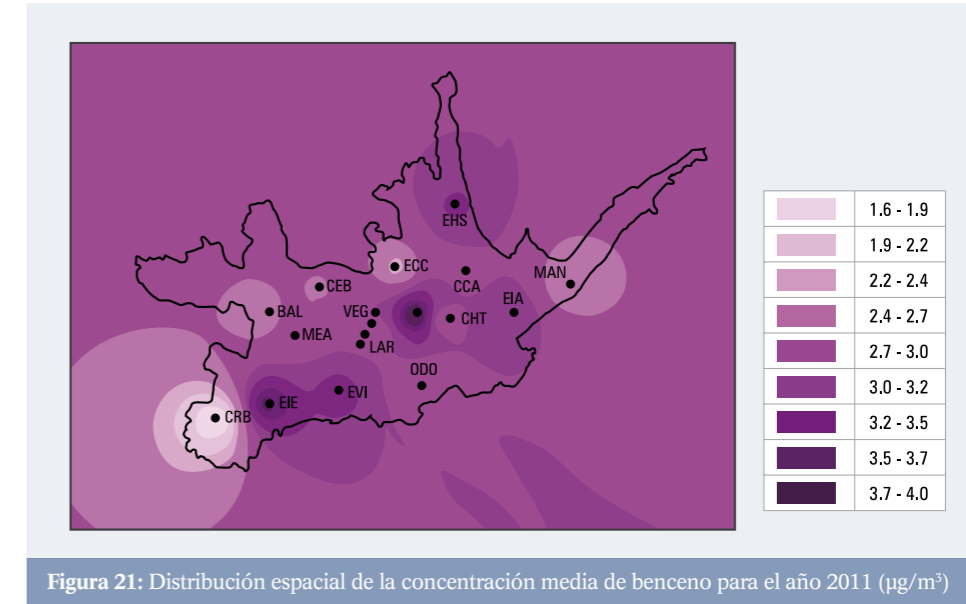 EHS
ECC
CCA
MAN
CEB
EIA
BAL
VEG
CHT
MEA
LAR
ODO
EVI
EIE
CRB
1.6 - 1.9
1.9 - 2.2
2.2 - 2.4
2.4 - 2.7
2.7 - 3.0
3.0 - 3.2
3.2 - 3.5
3.5 - 3.7
3.7 - 4.0
Figura 21: Distribución espacial de la concentración media de benceno para el año 2011 (µg/m³)